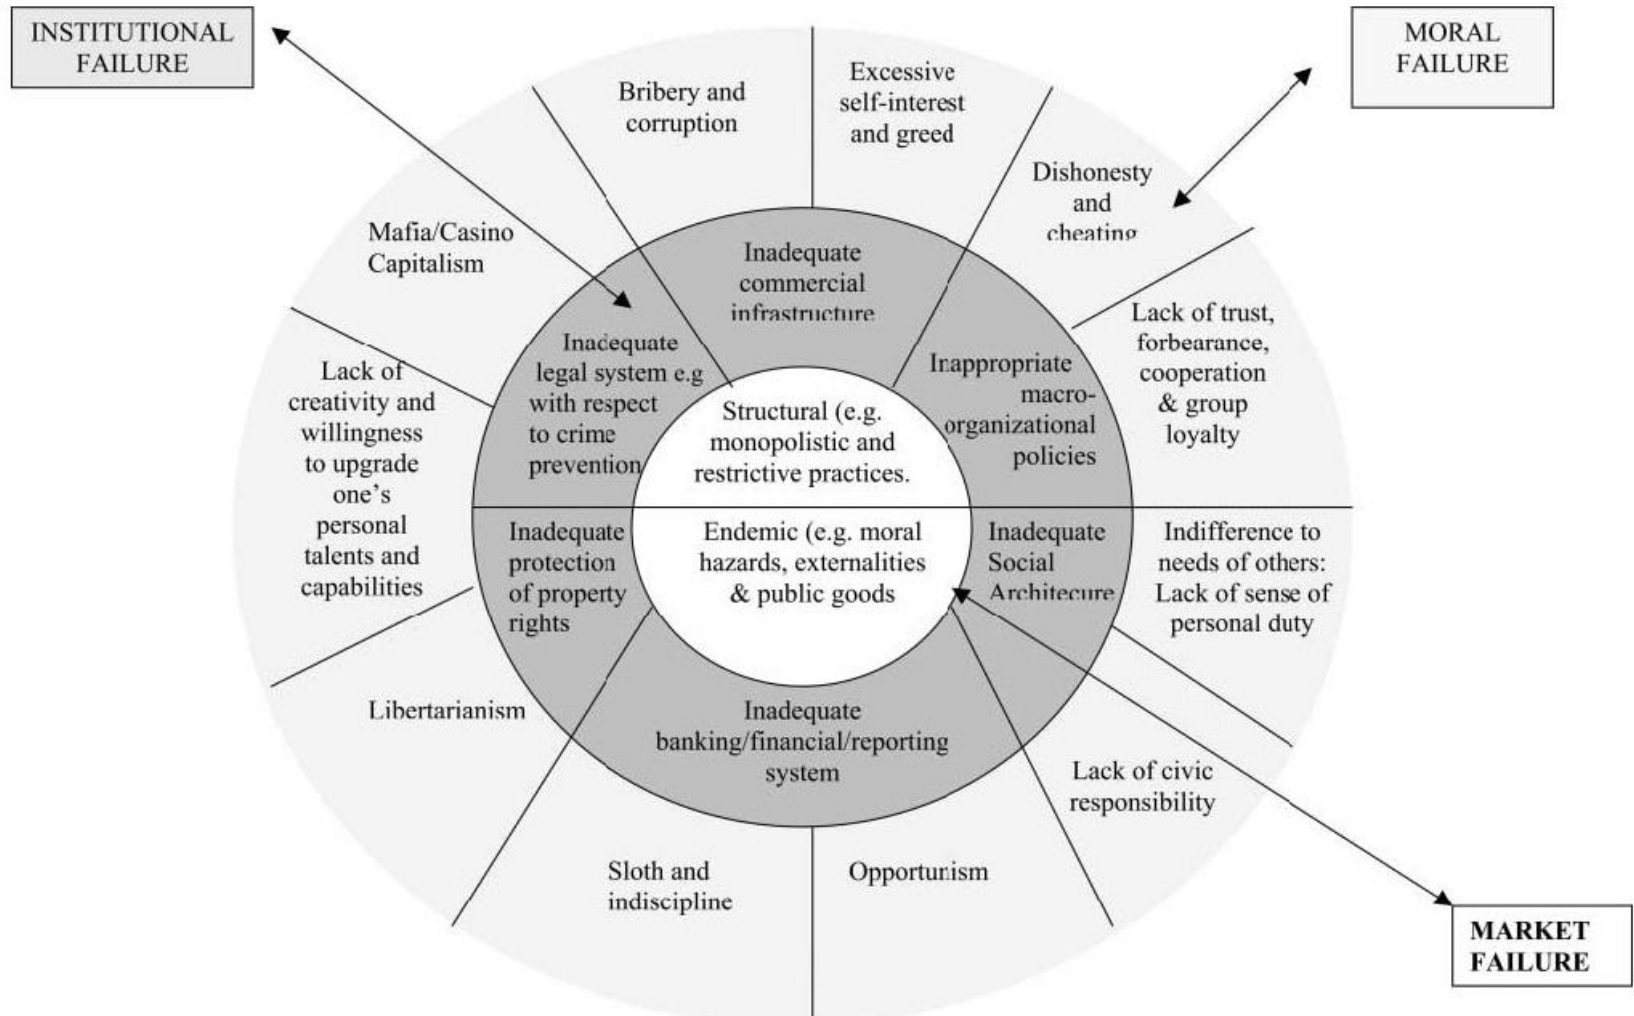 INSTITUTIONAL
FAILURE
MORAL
FAILURE
Bribery and
corruption
Excessive
self-interest
and greed
Dishonesty
and
cheating
Mafia/Casino
Capitalism
Lack of trust,
forbearance,
cooperation
& group
loyalty
Lack of
creativity and
willingness
to upgrade
one's
personal
talents and
capabilities
Indifference to
needs of others:
Lack of sense of
personal duty
Libertarianism
Lack of civic
responsibility
Sloth and
indiscipline
Opportunism
Inadequate
commercial
infrastructure
Inadequate
legal system e.g
with respect
to crime
prevention
Inappropriate
macro-
organizational
policies
Inadequate
protection
of property
rights
Inadequate
Social
Architecure
Inadequate
banking/financial/reporting
system
Structural (e.g.
monopolistic and
restrictive practices.
Endemic (e.g. moral
hazards, externalities
& public goods
MARKET
FAILURE